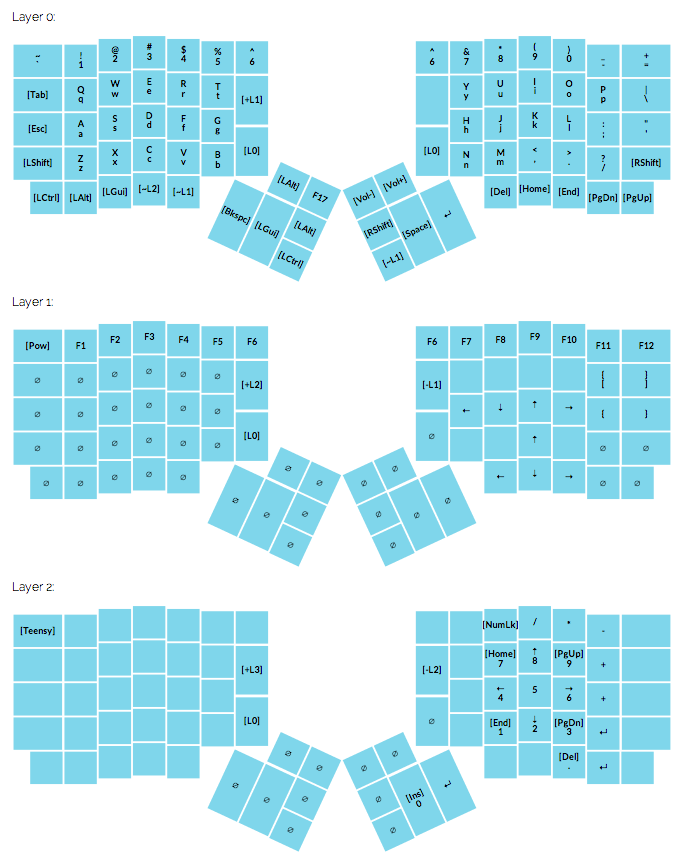 Layer 0:
~ ! @ # $ % ^ ^ & * ( ) _ +
` 1 2 3 4 5 6 6 7 8 9 0 - =
[Tab] Q W E R T [+L1] Y U I O P |
q w e r t y u i o p \
[Esc] A S D F G H J K L : "
a s d f g h j k l ; '
[LShift] Z X C V B [L0] [L0] N M < > ? [RShift]
z x c v b n m , . /
[LCtrl] [LAlt] [LGui] [~L2] [~L1] [Del] [Home] [End] [PgDn] [PgUp]
[LAlt] F17 [Vol-] [Vol+]
[Bkspc] [LGui] [LAlt] [RShift] [Space] ↵
[LCtrl] [~L1]
Layer 1:
[Pow] F1 F2 F3 F4 F5 F6 F6 F7 F8 F9 F10 F11 F12
∅ ∅ ∅ ∅ ∅ ∅ [+L2] [-L1] { }
[ ]
∅ ∅ ∅ ∅ ∅ ∅ ← ↓ ↑ → [ ]
∅ ∅ ∅ ∅ ∅ ∅ [L0] ∅ ↑ ∅ ∅
∅ ∅ ∅ ∅ ∅ ← ↓ → ∅ ∅
∅ ∅ ∅ ∅
∅ ∅ ∅ ∅ ∅ ∅
∅ ∅
Layer 2:
[Teensy] [NumLk] / * -
[+L3] [-L2] [Home] ↑ [PgUp] +
7 8 9
← 5 → +
4 6
[L0] ∅ [End] ↓ [PgDn] ↵
1 2 3
[Del] ↵
.
∅ ∅ ∅ ∅
∅ ∅ ∅ ∅ [Ins] ↵
0
∅ ∅